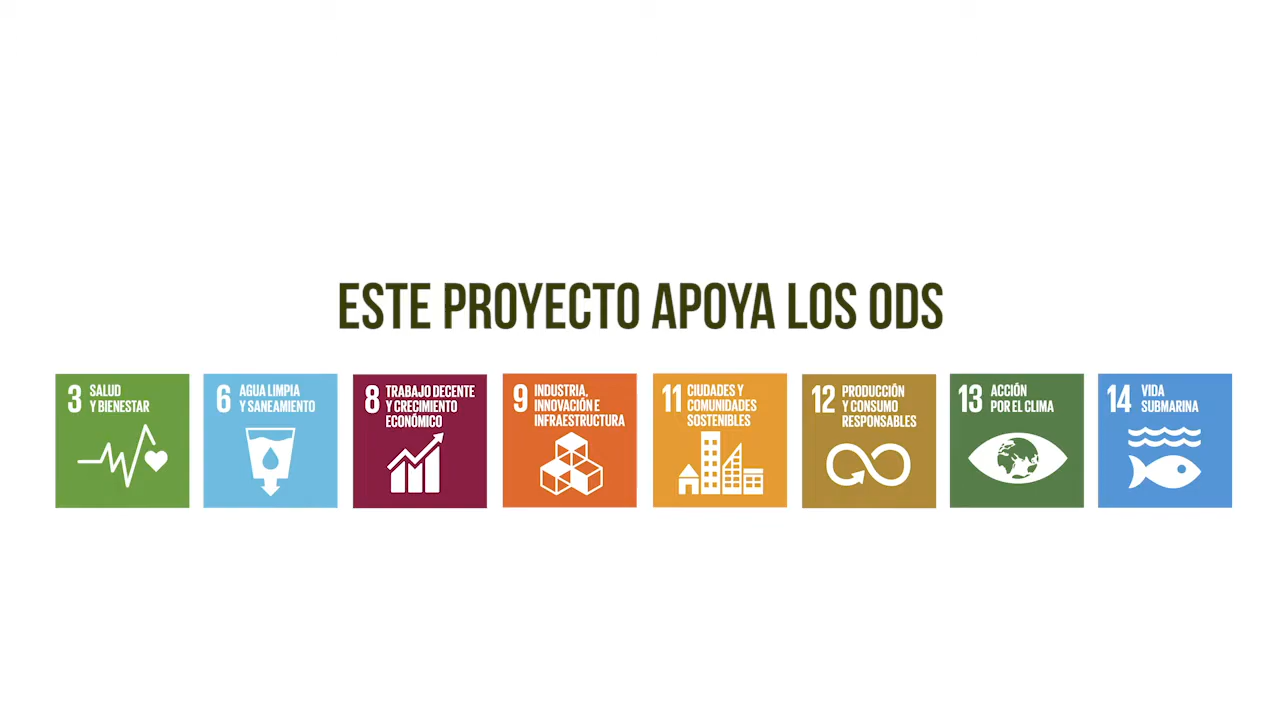 ESTE PROYECTO APOYA LOS ODS
3 SALUD
Y BIENESTAR
6 AGUA LIMPIA
Y SANEAMIENTO
8 TRABAJO DECENTE
Y CRECIMIENTO
ECONÓMICO
9 INDUSTRIA,
INNOVACIÓN E
INFRAESTRUCTURA
11 CIUDADES Y
COMUNIDADES
SOSTENIBLES
12 PRODUCCIÓN
Y CONSUMO
RESPONSABLES
13 ACCIÓN
POR EL CLIMA
14 VIDA
SUBMARINA